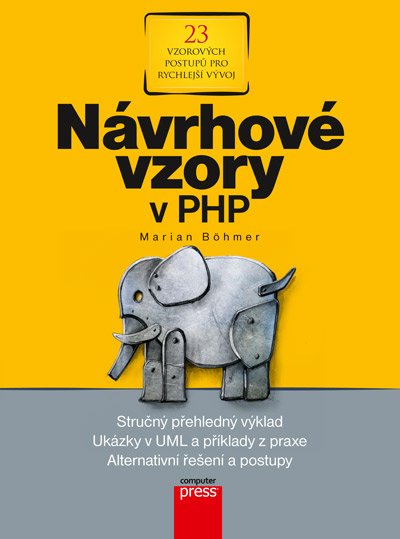 23
VZOROVÝCH
POSTUPŮ PRO
RYCHLEJŠÍ VÝVOJ
Návrhové
vzory
v PHP
Marian Böhmer
Stručný přehledný výklad
Ukázky v UML a příklady z praxe
Alternativní řešení a postupy
computer
press